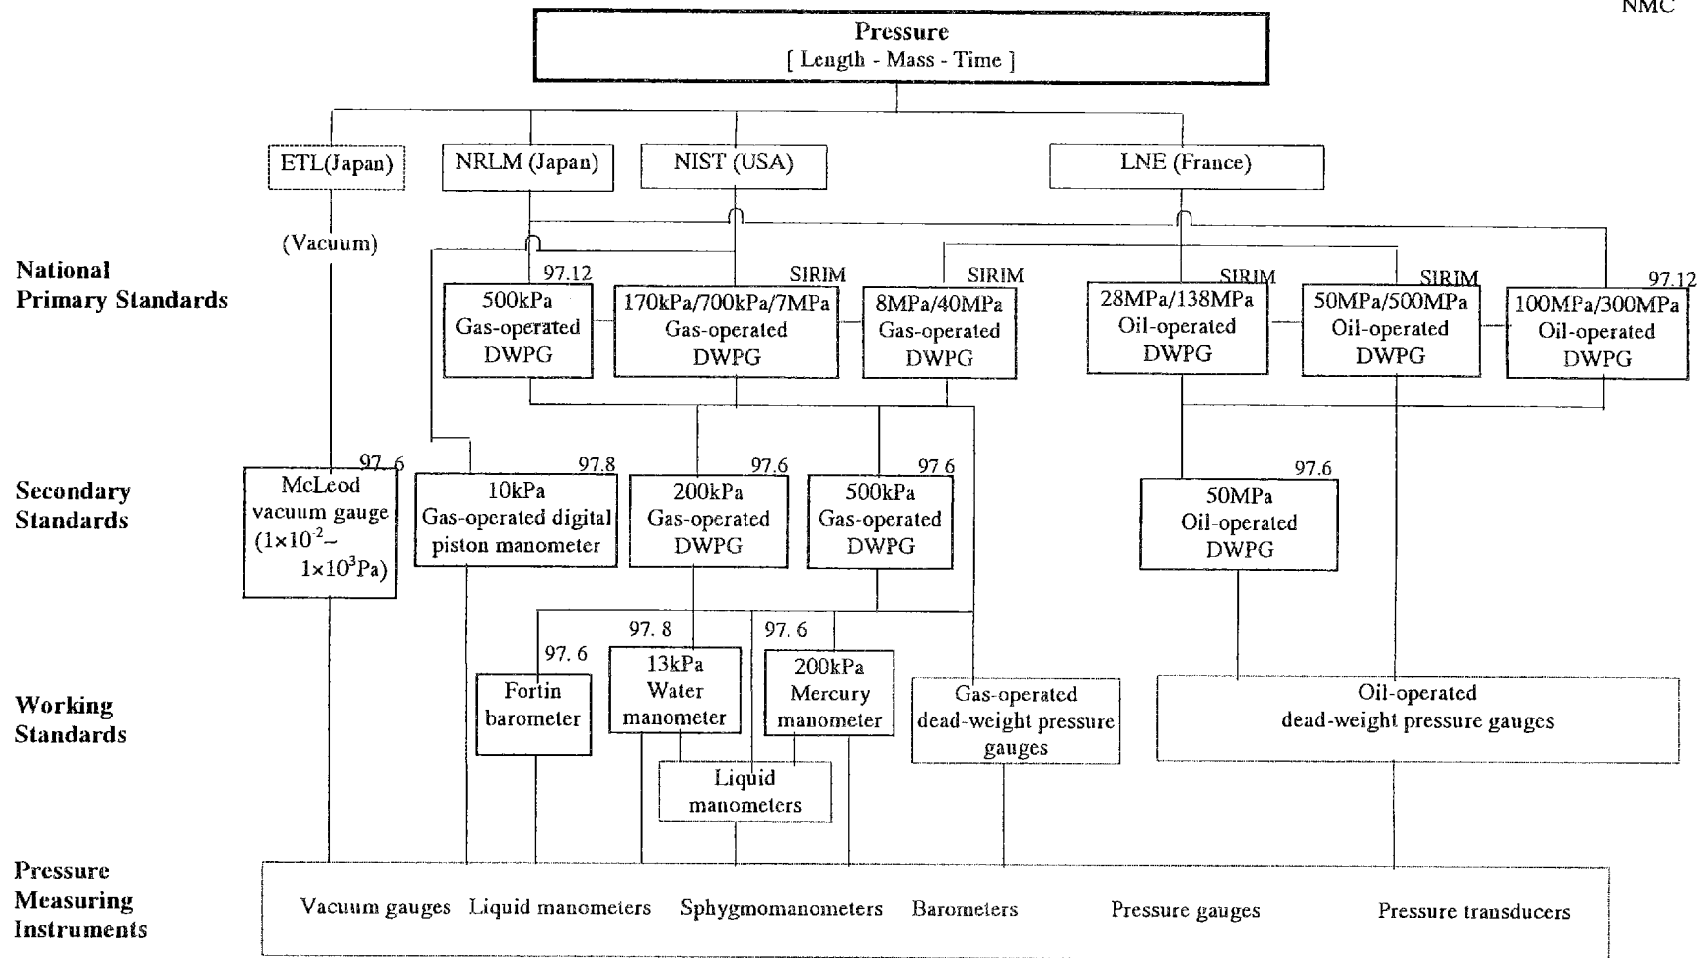 NMC
Pressure
[ Length - Mass - Time ]
ETL(Japan)
NRLM (Japan)
NIST (USA)
LNE (France)
(Vacuum)
National
Primary Standards
97.12
500kPa
Gas-operated
DWPG
SIRIM
170kPa/700kPa/7MPa
Gas-operated
DWPG
SIRIM
8MPa/40MPa
Gas-operated
DWPG
SIRIM
28MPa/138MPa
Oil-operated
DWPG
SIRIM
50MPa/500MPa
Oil-operated
DWPG
97.12
100MPa/300MPa
Oil-operated
DWPG
Secondary
Standards
97. 6
McLeod
vacuum gauge
(1×10⁻²~
1×10³Pa)
97.8
10kPa
Gas-operated digital
piston manometer
97.6
200kPa
Gas-operated
DWPG
97 6
500kPa
Gas-operated
DWPG
97.6
50MPa
Oil-operated
DWPG
Working
Standards
97. 6
Fortin
barometer
97. 8
13kPa
Water
manometer
97. 6
200kPa
Mercury
manometer
Liquid
manometers
Gas-operated
dead-weight pressure
gauges
Oil-operated
dead-weight pressure gauges
Pressure
Measuring
Instruments
Vacuum gauges Liquid manometers Sphygmomanometers Barometers Pressure gauges Pressure transducers